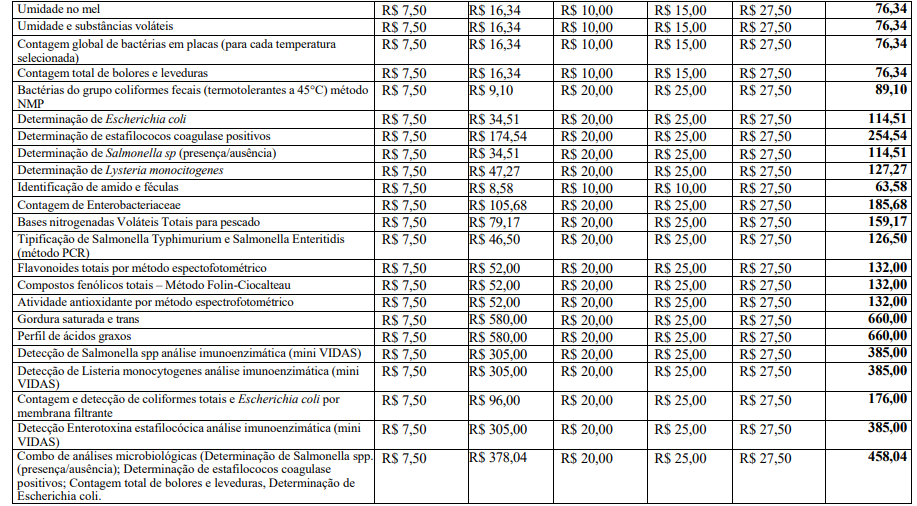 Umidade no mel R$ 7,50 R$ 16,34 R$ 10,00 R$ 15,00 R$ 27,50 76,34
Umidade e substâncias voláteis R$ 7,50 R$ 16,34 R$ 10,00 R$ 15,00 R$ 27,50 76,34
Contagem global de bactérias em placas (para cada temperatura R$ 7,50 R$ 16,34 R$ 10,00 R$ 15,00 R$ 27,50 76,34
selecionada)
Contagem total de bolores e leveduras R$ 7,50 R$ 16,34 R$ 10,00 R$ 15,00 R$ 27,50 76,34
Bactérias do grupo coliformes fecais (termotolerantes a 45°C) método R$ 7,50 R$ 9,10 R$ 20,00 R$ 25,00 R$ 27,50 89,10
NMP
Determinação de Escherichia coli R$ 7,50 R$ 34,51 R$ 20,00 R$ 25,00 R$ 27,50 114,51
Determinação de estafilococos coagulase positivos R$ 7,50 R$ 174,54 R$ 20,00 R$ 25,00 R$ 27,50 254,54
Determinação de Salmonella sp (presença/ausência) R$ 7,50 R$ 34,51 R$ 20,00 R$ 25,00 R$ 27,50 114,51
Determinação de Lysteria monocitogenes R$ 7,50 R$ 47,27 R$ 20,00 R$ 25,00 R$ 27,50 127,27
Identificação de amido e féculas R$ 7,50 R$ 8,58 R$ 10,00 R$ 10,00 R$ 27,50 63,58
Contagem de Enterobacteriaceae R$ 7,50 R$ 105,68 R$ 20,00 R$ 25,00 R$ 27,50 185,68
Bases nitrogenadas Voláteis Totais para pescado R$ 7,50 R$ 79,17 R$ 20,00 R$ 25,00 R$ 27,50 159,17
Tipificação de Salmonella Typhimurium e Salmonella Enteritidis R$ 7,50 R$ 46,50 R$ 20,00 R$ 25,00 R$ 27,50 126,50
(método PCR)
Flavonoides totais por método espectofotométrico R$ 7,50 R$ 52,00 R$ 20,00 R$ 25,00 R$ 27,50 132,00
Compostos fenólicos totais – Método Folin-Ciocalteau R$ 7,50 R$ 52,00 R$ 20,00 R$ 25,00 R$ 27,50 132,00
Atividade antioxidante por método espectrofotométrico R$ 7,50 R$ 52,00 R$ 20,00 R$ 25,00 R$ 27,50 132,00
Gordura saturada e trans R$ 7,50 R$ 580,00 R$ 20,00 R$ 25,00 R$ 27,50 660,00
Perfil de ácidos graxos R$ 7,50 R$ 580,00 R$ 20,00 R$ 25,00 R$ 27,50 660,00
Detecção de Salmonella spp análise imunoenzimática (mini VIDAS) R$ 7,50 R$ 305,00 R$ 20,00 R$ 25,00 R$ 27,50 385,00
Detecção de Listeria monocytogenes análise imunoenzimática (mini R$ 7,50 R$ 305,00 R$ 20,00 R$ 25,00 R$ 27,50 385,00
VIDAS)
Contagem e detecção de coliformes totais e Escherichia coli por R$ 7,50 R$ 96,00 R$ 20,00 R$ 25,00 R$ 27,50 176,00
membrana filtrante
Detecção Enterotoxina estafilocócica análise imunoenzimática (mini R$ 7,50 R$ 305,00 R$ 20,00 R$ 25,00 R$ 27,50 385,00
VIDAS)
Combo de análises microbiológicas (Determinação de Salmonella spp. R$ 7,50 R$ 378,04 R$ 20,00 R$ 25,00 R$ 27,50 458,04
(presença/ausência); Determinação de estafilococos coagulase
positivos; Contagem total de bolores e leveduras, Determinação de
Escherichia coli.